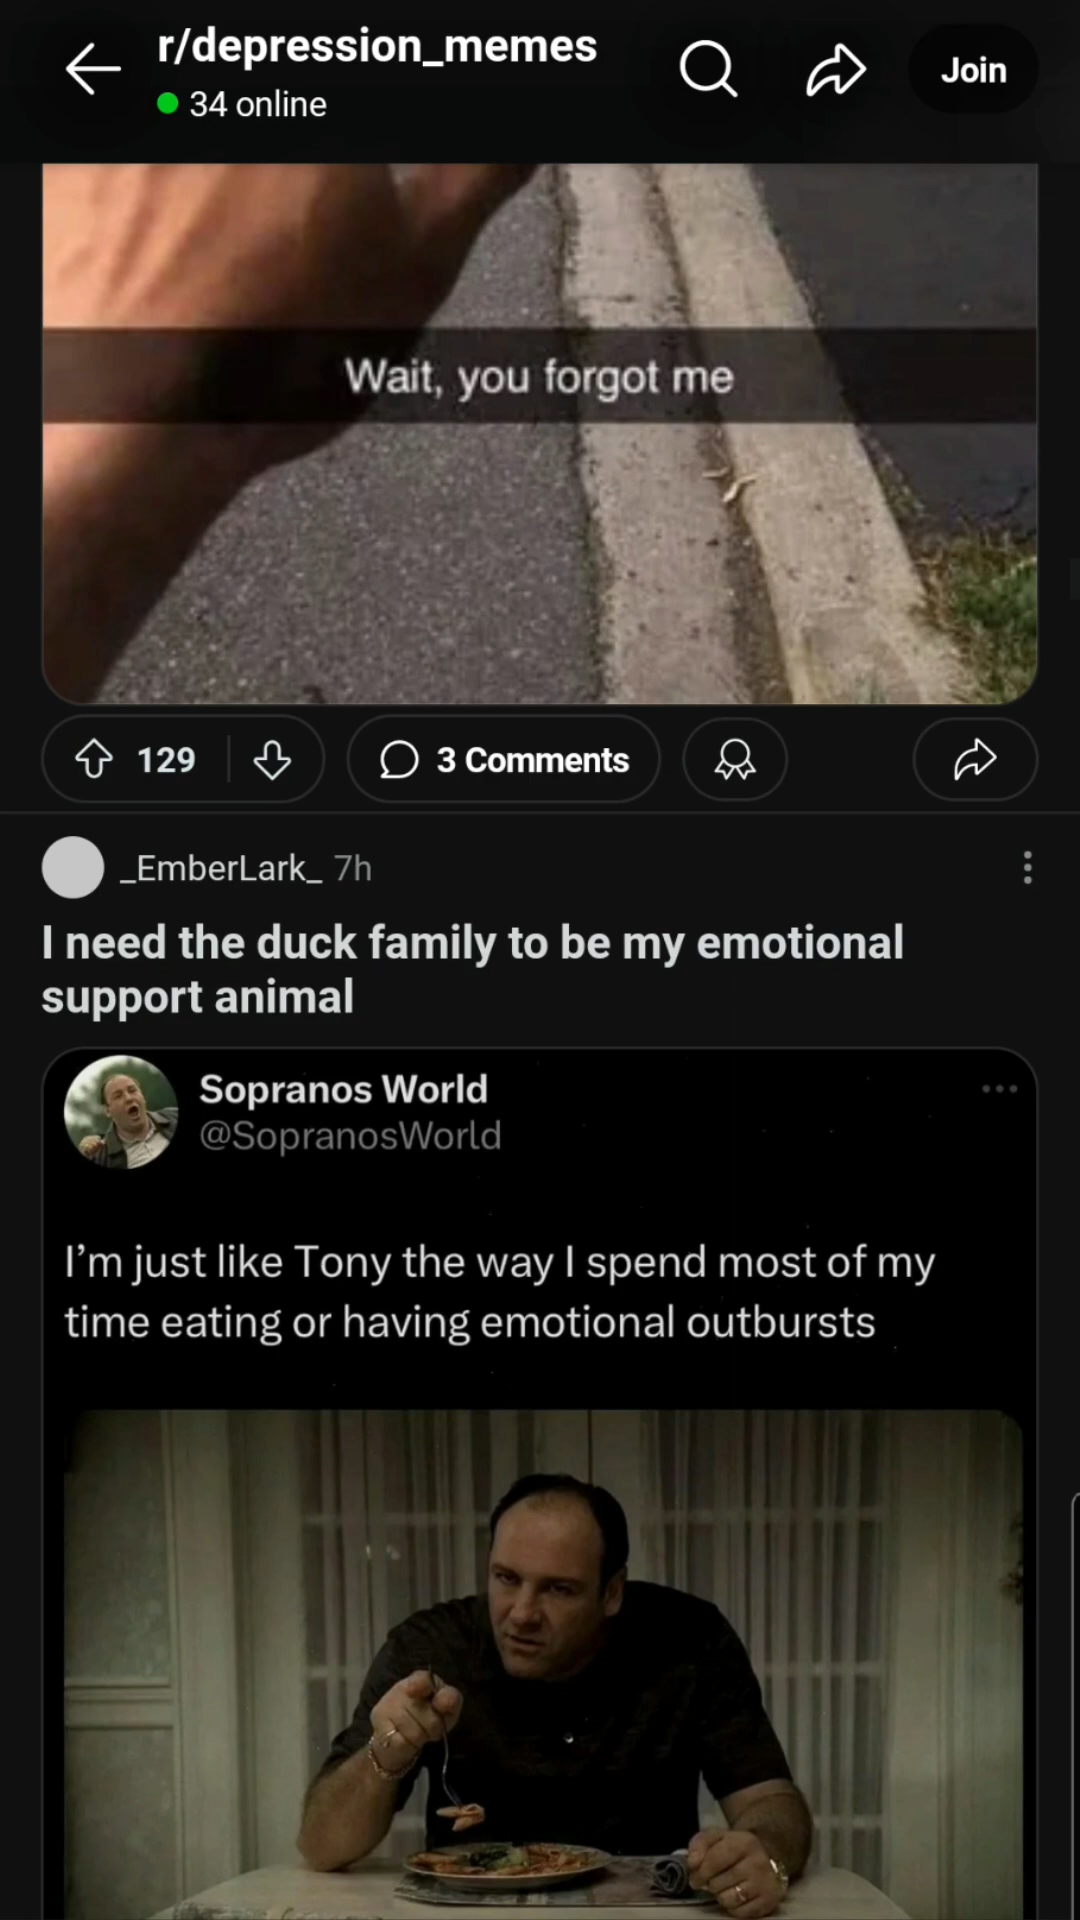 r/depression_memes
34 online
Join
Wait, you forgot me
129
3 Comments
_EmberLark_ 7h
I need the duck family to be my emotional
support animal
Sopranos World
@SopranosWorld
I’m just like Tony the way I spend most of my
time eating or having emotional outbursts